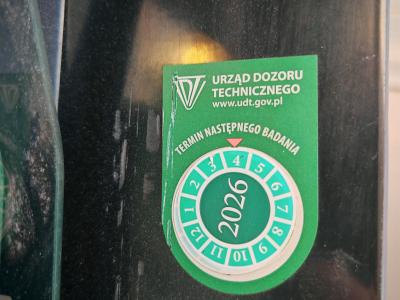 URZĄD DOZORU
TECHNICZNEGO
www.udt.gov.pl
TERMIN NASTĘPNEGO BADANIA
1 2 3 4 5 6 7 8 9 10 11 12
2026